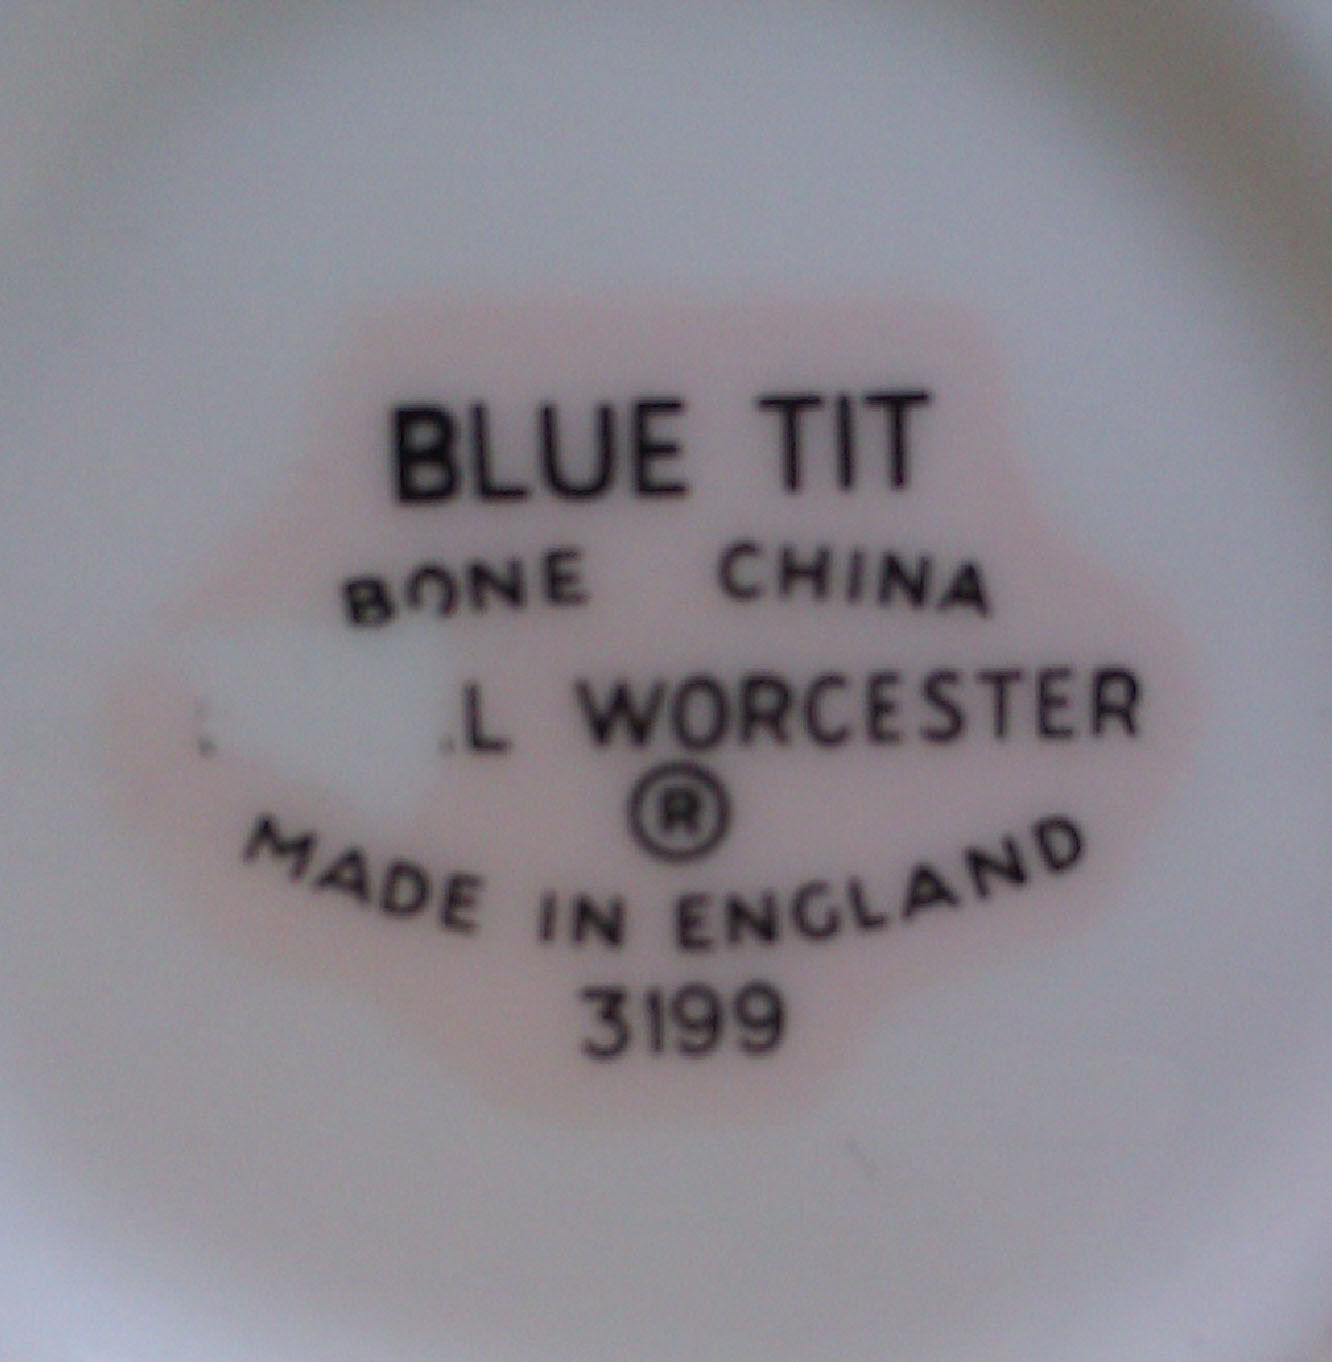 BLUE TIT
BONE CHINA
L WORCESTER
®
MADE IN ENGLAND
3199